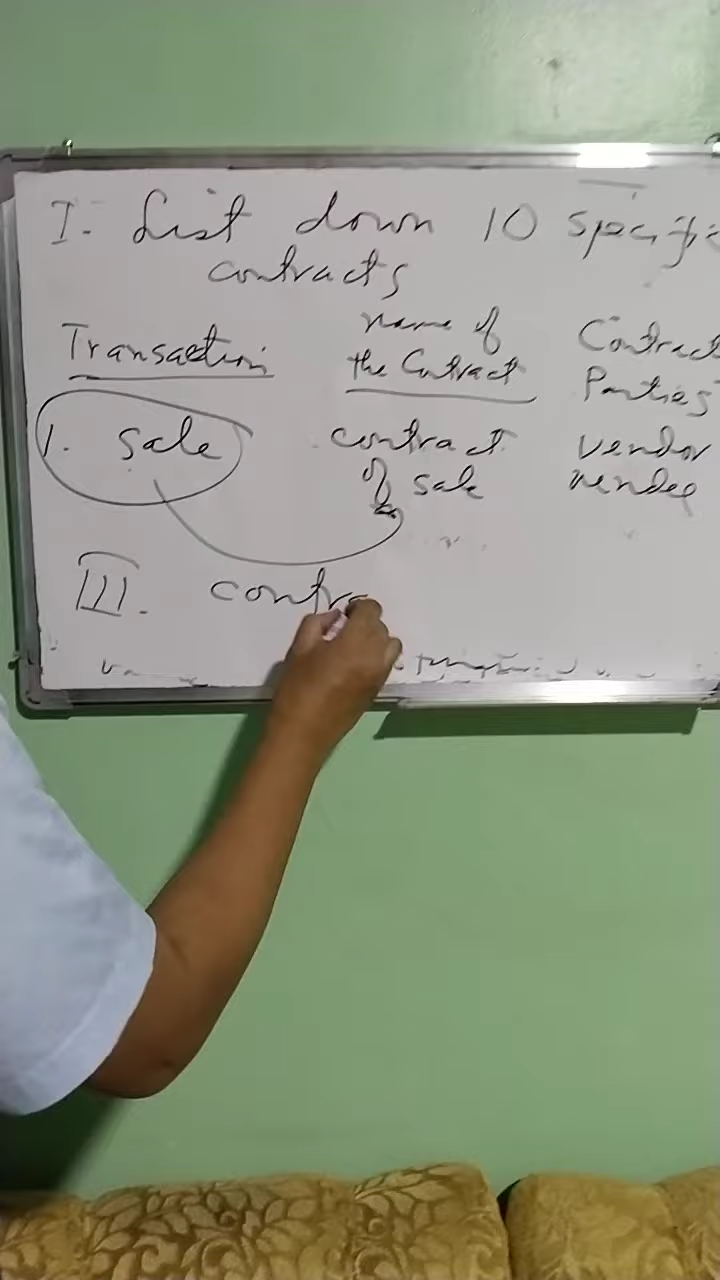 I. List down 10 specific
contracts
Transaction
name of
the Contract
Contract
Parties
1. sale
contract
of sale
vendor
vendee
III. contra